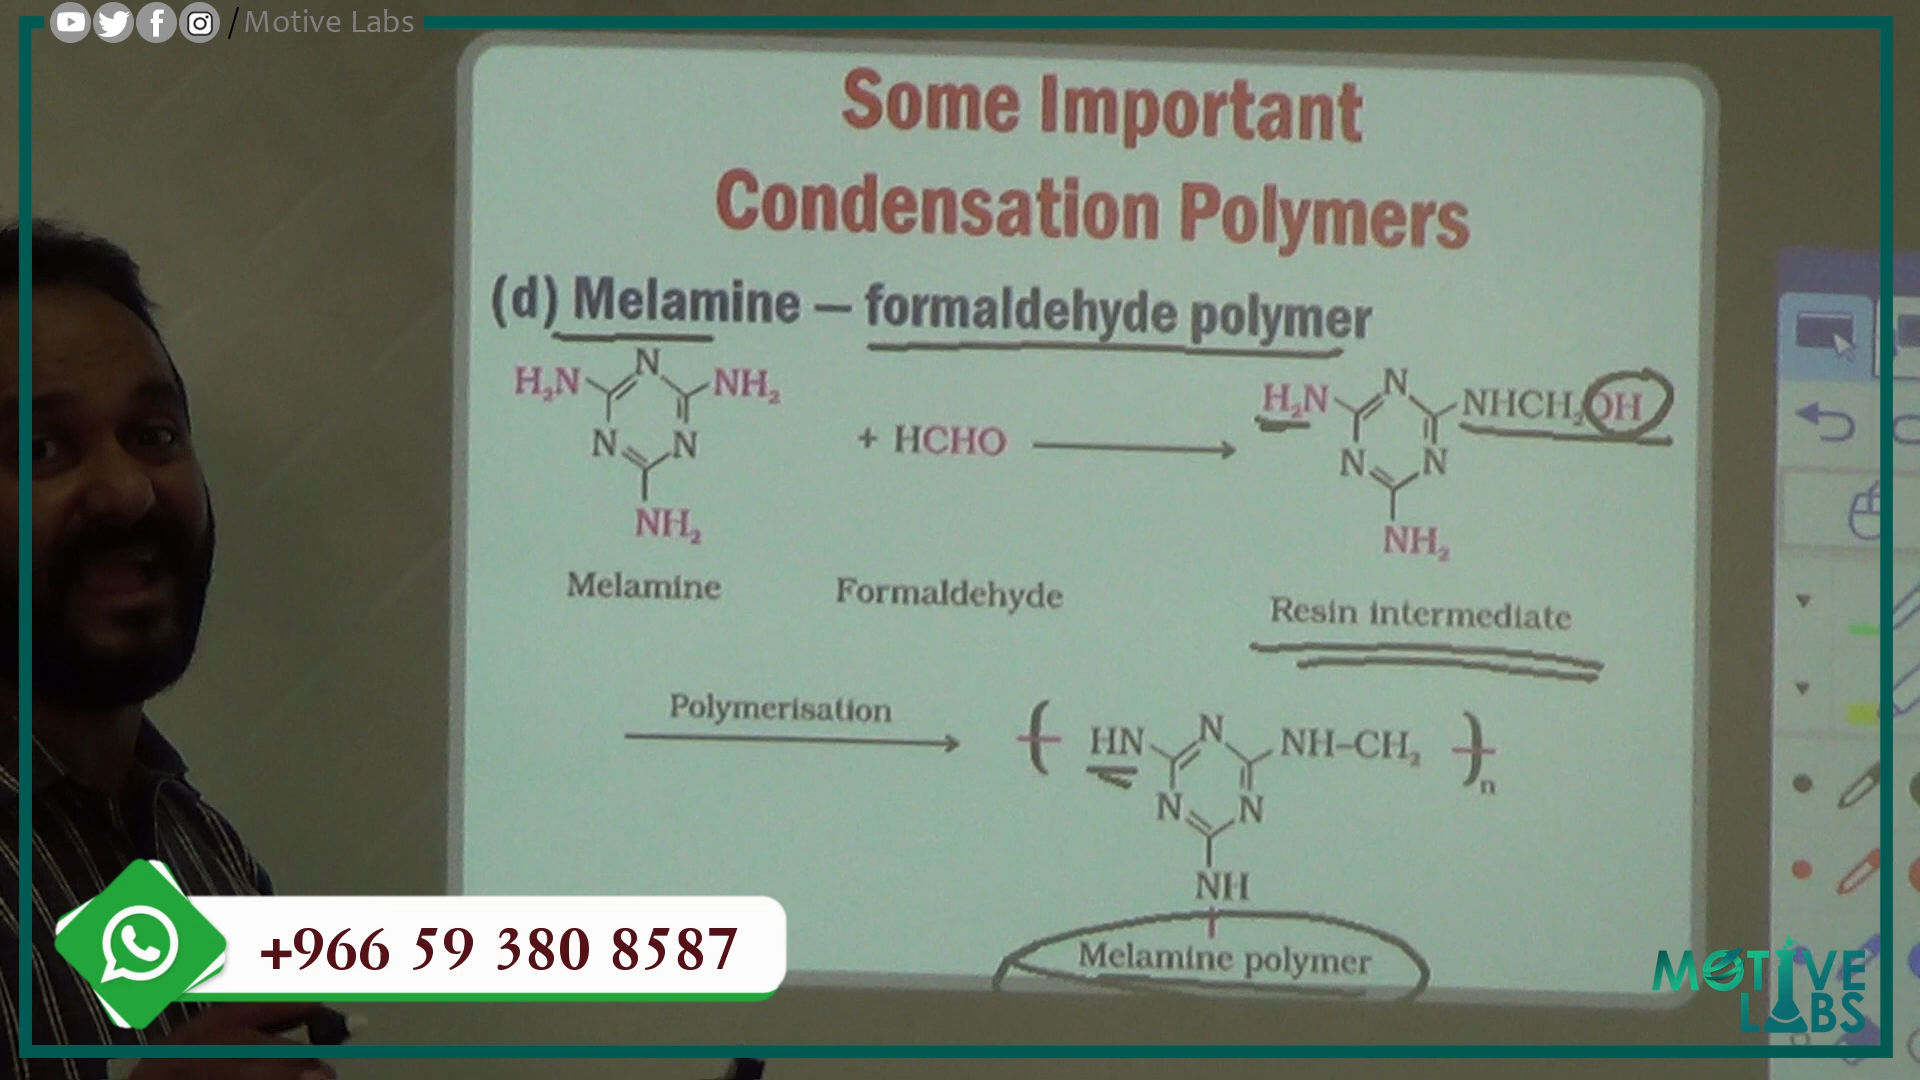 / Motive Labs
Some Important
Condensation Polymers
(d) Melamine – formaldehyde polymer
H₂N N NH₂ H₂N N NHCH₂OH
N N + HCHO N N
NH₂ NH₂
Melamine Formaldehyde Resin intermediate
Polymerisation
HN N NH–CH₂ n
N N
NH
Melamine polymer
+966 59 380 8587
MOTIVE
LABS